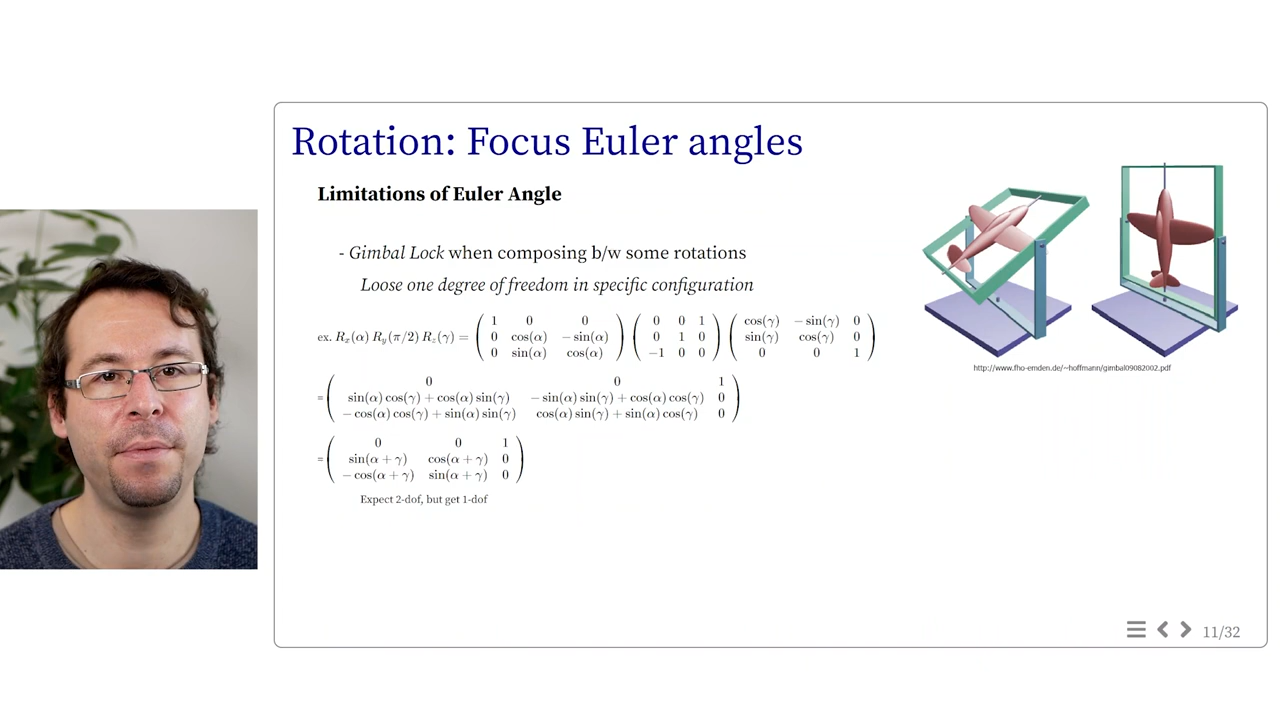 Rotation: Focus Euler angles
Limitations of Euler Angle
- Gimbal Lock when composing b/w some rotations
Loose one degree of freedom in specific configuration
ex. Rₓ(α) R_y(π/2) R_z(γ) = ( 1 0 0 ) ( 0 0 1 ) ( cos(γ) − sin(γ) 0 )
( 0 cos(α) − sin(α) ) ( 0 1 0 ) ( sin(γ) cos(γ) 0 )
( 0 sin(α) cos(α) ) ( −1 0 0 ) ( 0 0 1 )
= ( 0 0 1 )
( sin(α) cos(γ) + cos(α) sin(γ) − sin(α) sin(γ) + cos(α) cos(γ) 0 )
( − cos(α) cos(γ) + sin(α) sin(γ) cos(α) sin(γ) + sin(α) cos(γ) 0 )
= ( 0 0 1 )
( sin(α + γ) cos(α + γ) 0 )
( − cos(α + γ) sin(α + γ) 0 )
Expect 2-dof, but get 1-dof
http://www.fho-emden.de/~hoffmann/gimbal09082002.pdf
11/32